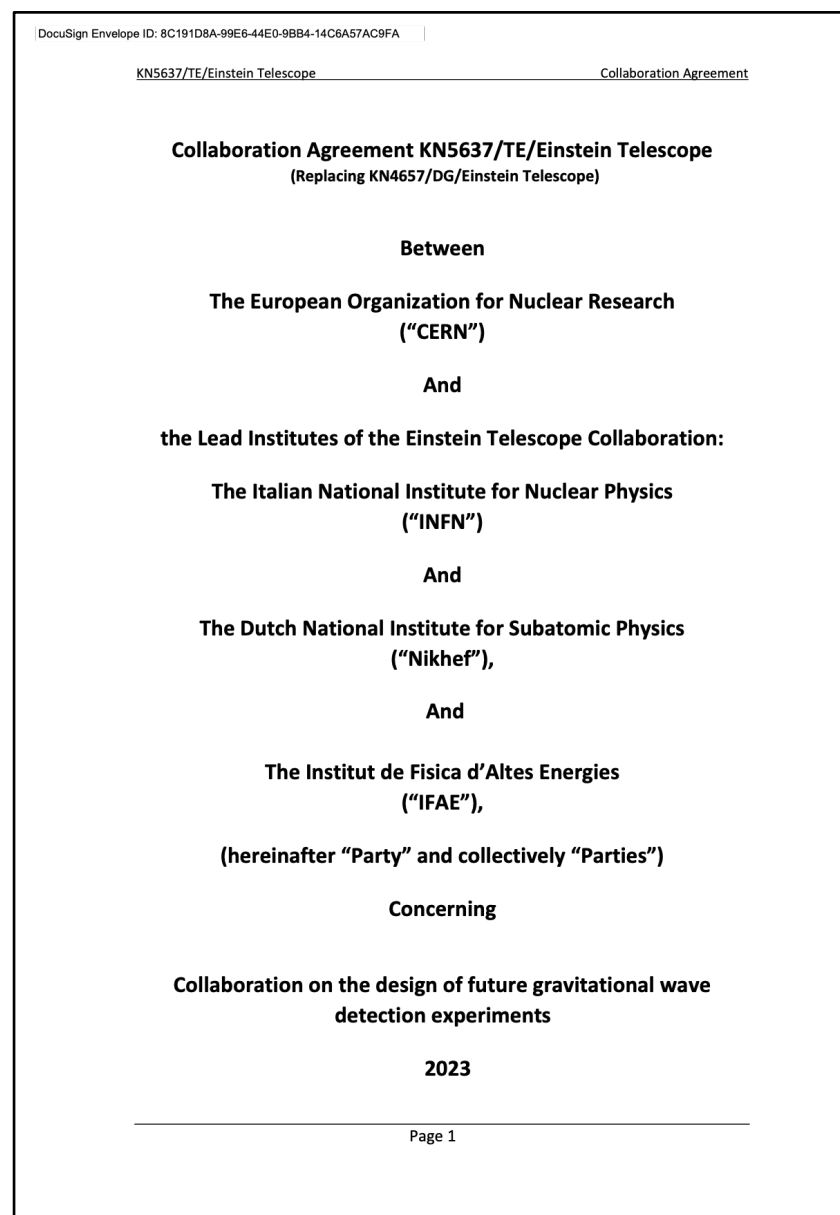 DocuSign Envelope ID: 8C191D8A-99E6-44E0-9BB4-14C6A57AC9FA
KN5637/TE/Einstein Telescope Collaboration Agreement
Collaboration Agreement KN5637/TE/Einstein Telescope
(Replacing KN4657/DG/Einstein Telescope)
Between
The European Organization for Nuclear Research
(“CERN”)
And
the Lead Institutes of the Einstein Telescope Collaboration:
The Italian National Institute for Nuclear Physics
(“INFN”)
And
The Dutch National Institute for Subatomic Physics
(“Nikhef”),
And
The Institut de Fisica d’Altes Energies
(“IFAE”),
(hereinafter “Party” and collectively “Parties”)
Concerning
Collaboration on the design of future gravitational wave
detection experiments
2023
Page 1